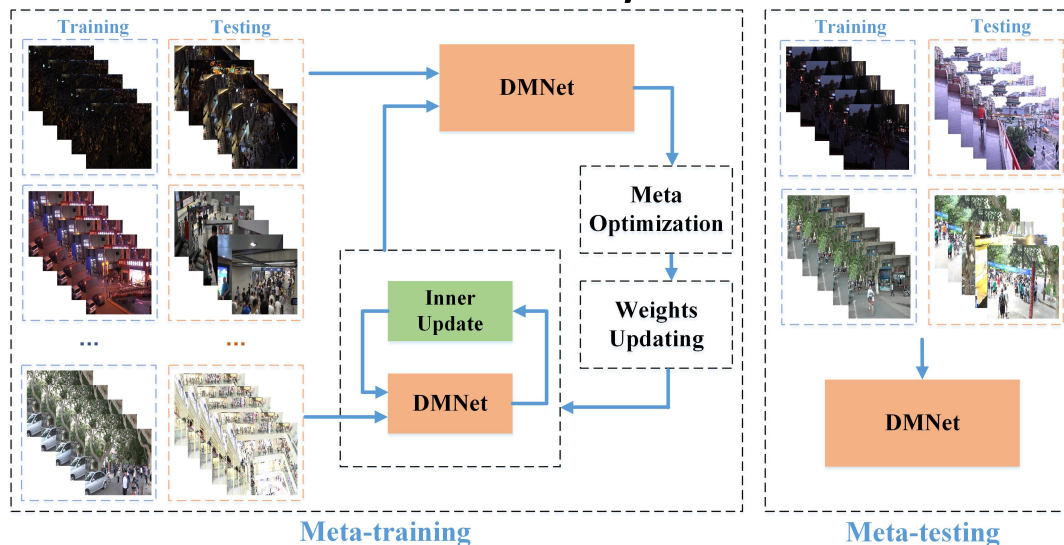 Training
Testing
Training
Testing
DMNet
Meta
Optimization
Inner
Update
Weights
Updating
...
...
DMNet
DMNet
Meta-training
Meta-testing